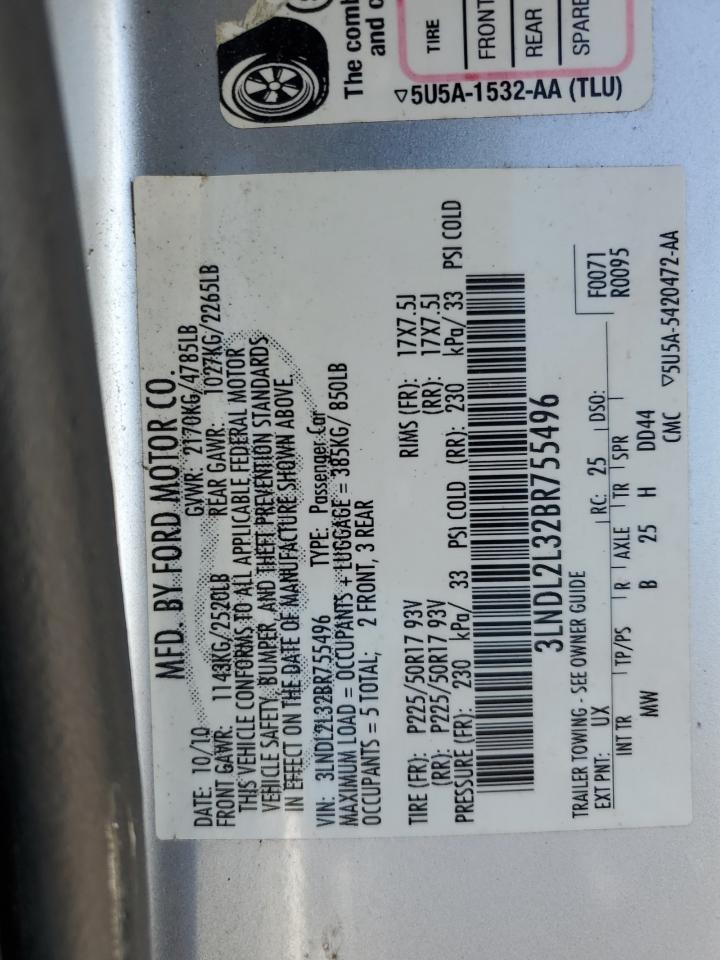 The comb
and c
TIRE
FRONT
REAR
SPARE
▽5U5A-1532-AA (TLU)
MFD. BY FORD MOTOR CO.
DATE: 10/10 GVWR: 2170KG/4785LB
FRONT GAWR: 1143KG/2520LB REAR GAWR: 1027KG/2265LB
THIS VEHICLE CONFORMS TO ALL APPLICABLE FEDERAL MOTOR
VEHICLE SAFETY, BUMPER, AND THEFT PREVENTION STANDARDS
IN EFFECT ON THE DATE OF MANUFACTURE SHOWN ABOVE.
VIN: 3LNDL2L32BR755496 TYPE: Passenger Car
MAXIMUM LOAD = OCCUPANTS + LUGGAGE = 385KG/ 850LB
OCCUPANTS = 5 TOTAL; 2 FRONT, 3 REAR
TIRE (FR): P225/50R17 93V RIMS (FR): 17X7.5J
(RR): P225/50R17 93V (RR): 17X7.5J
PRESSURE (FR): 230 kPa/ 33 PSI COLD (RR): 230 kPa/ 33 PSI COLD
3LNDL2L32BR755496
TRAILER TOWING - SEE OWNER GUIDE
EXT PNT: UX RC: 25 DSO: F0071
R0095
INT TR TP/PS R AXLE TR SPR
MW B 25 H DD44
CMC ▽5U5A-5420472-AA